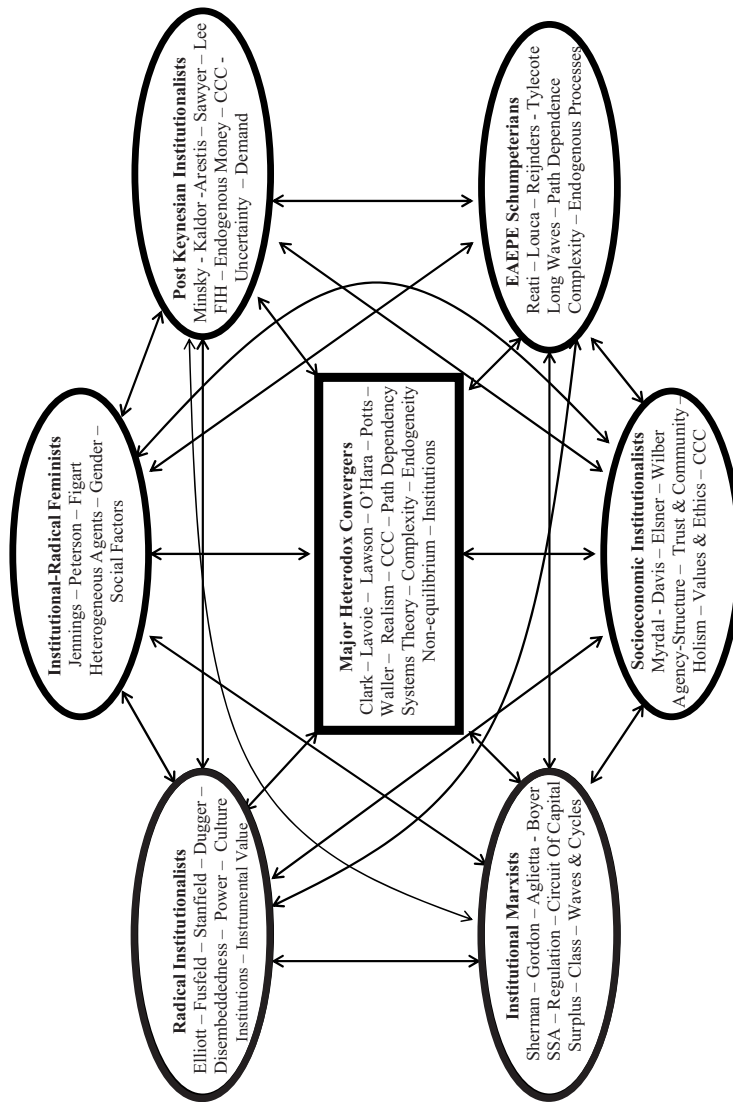 Institutional-Radical Feminists
Jennings – Peterson – Figart
Heterogeneous Agents – Gender –
Social Factors
Radical Institutionalists
Elliott – Fusfeld – Stanfield – Dugger –
Disembeddedness – Power – Culture
Institutions – Instrumental Value
Post Keynesian Institutionalists
Minsky - Kaldor -Arestis – Sawyer – Lee
FIH – Endogenous Money – CCC -
Uncertainty – Demand
Major Heterodox Convergers
Clark – Lavoie – Lawson – O'Hara – Potts –
Waller – Realism – CCC – Path Dependency
Systems Theory – Complexity – Endogeneity
Non-equilibrium – Institutions
Institutional Marxists
Sherman – Gordon – Aglietta - Boyer
SSA – Regulation – Circuit Of Capital
Surplus – Class – Waves & Cycles
EAEPE Schumpeterians
Reati – Louca – Reijnders - Tylecote
Long Waves – Path Dependence
Complexity – Endogenous Processes
Socioeconomic Institutionalists
Myrdal - Davis – Elsner – Wilber
Agency-Structure – Trust & Community –
Holism – Values & Ethics – CCC